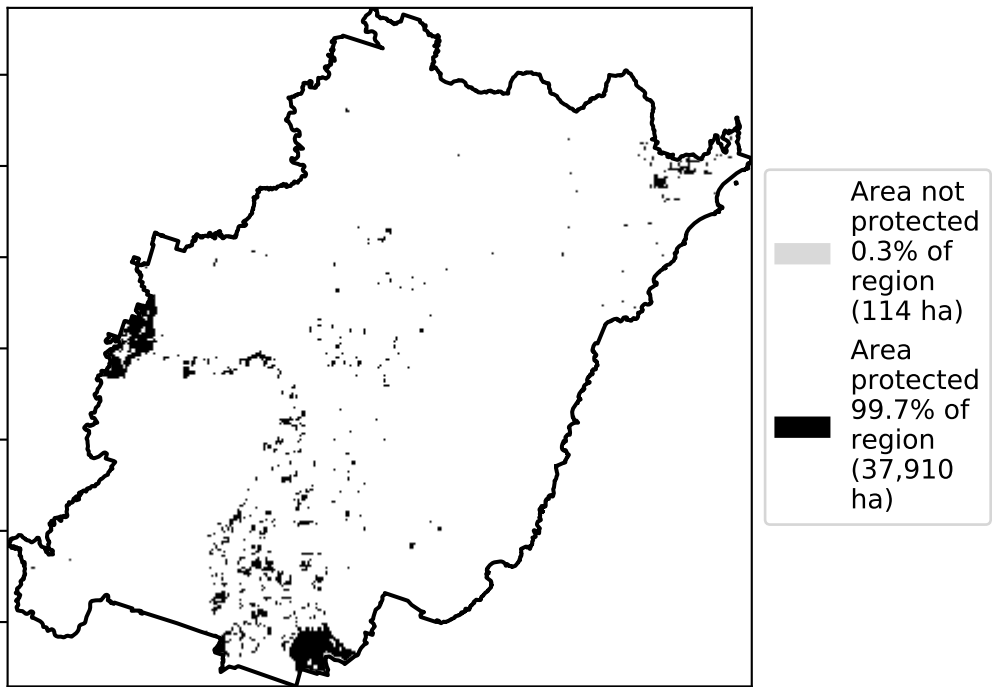 Area not
protected
0.3% of
region
(114 ha)
Area
protected
99.7% of
region
(37,910
ha)